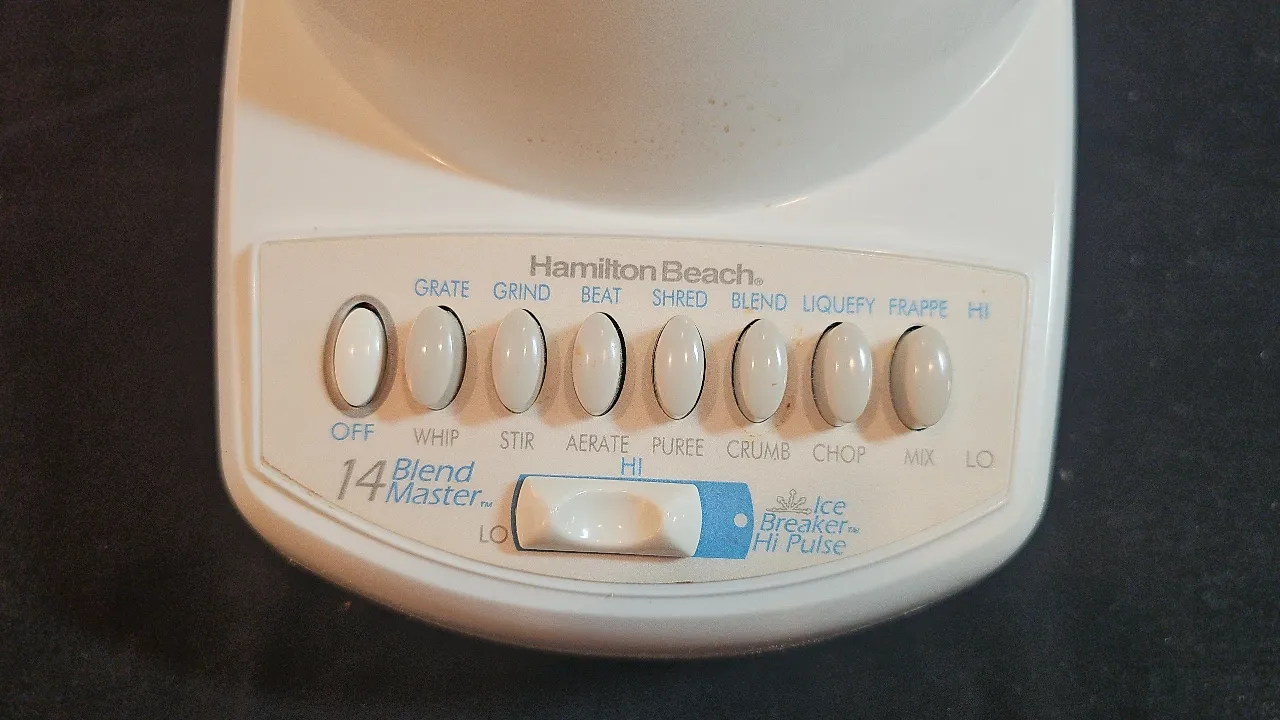 Hamilton Beach®
GRATE GRIND BEAT SHRED BLEND LIQUEFY FRAPPE HI
OFF WHIP STIR AERATE PUREE CRUMB CHOP MIX LO
14 Blend Master™
HI
LO
Ice Breaker™ Hi Pulse